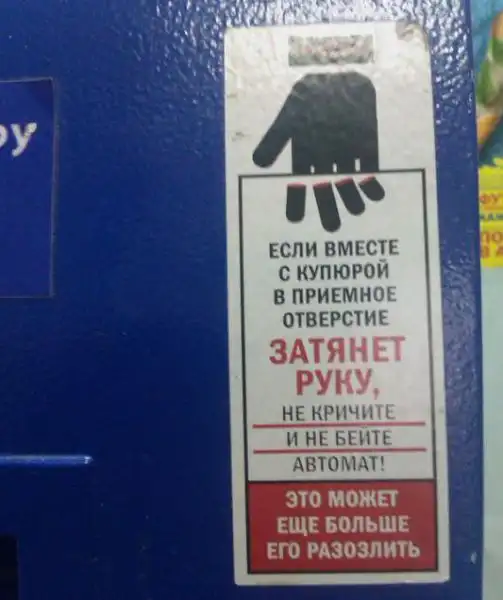 ЕСЛИ ВМЕСТЕ
С КУПЮРОЙ
В ПРИЕМНОЕ
ОТВЕРСТИЕ
ЗАТЯНЕТ
РУКУ,
НЕ КРИЧИТЕ
И НЕ БЕЙТЕ
АВТОМАТ!
ЭТО МОЖЕТ
ЕЩЕ БОЛЬШЕ
ЕГО РАЗОЗЛИТЬ